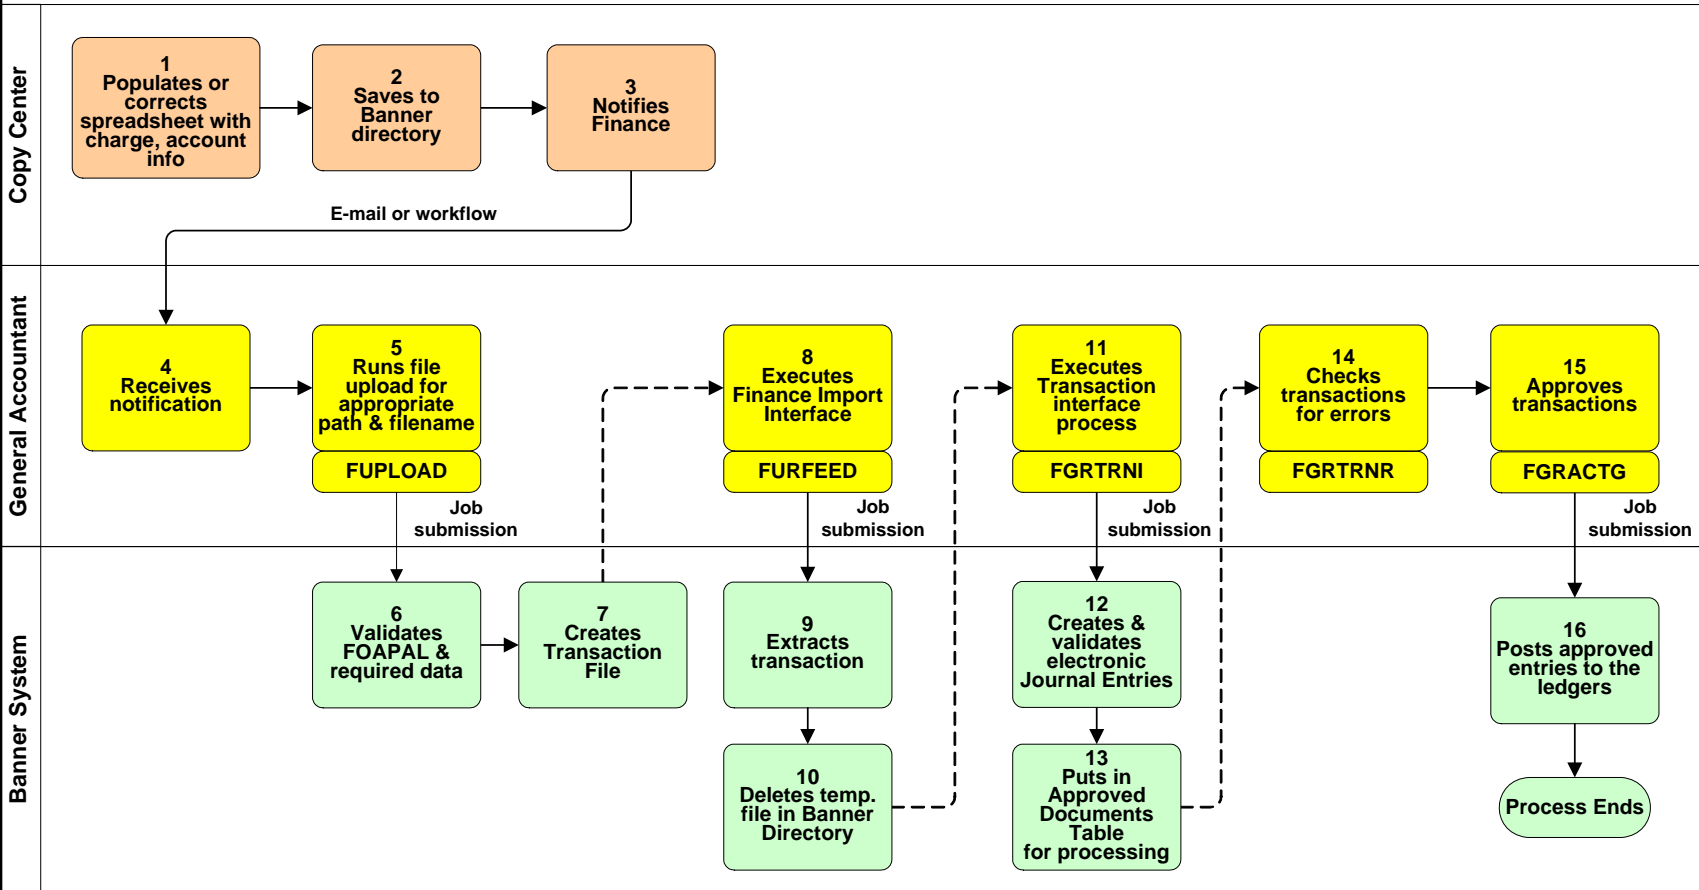 Copy Center
1
Populates or
corrects
spreadsheet with
charge, account
info
2
Saves to
Banner
directory
3
Notifies
Finance
E-mail or workflow
General Accountant
4
Receives
notification
5
Runs file
upload for
appropriate
path & filename
FUPLOAD
Job
submission
8
Executes
Finance Import
Interface
FURFEED
Job
submission
11
Executes
Transaction
interface
process
FGRTRNI
Job
submission
14
Checks
transactions
for errors
FGRTRNR
15
Approves
transactions
FGRACTG
Job
submission
Banner System
6
Validates
FOAPAL &
required data
7
Creates
Transaction
File
9
Extracts
transaction
10
Deletes temp.
file in Banner
Directory
12
Creates &
validates
electronic
Journal Entries
13
Puts in
Approved
Documents
Table
for processing
16
Posts approved
entries to the
ledgers
Process Ends